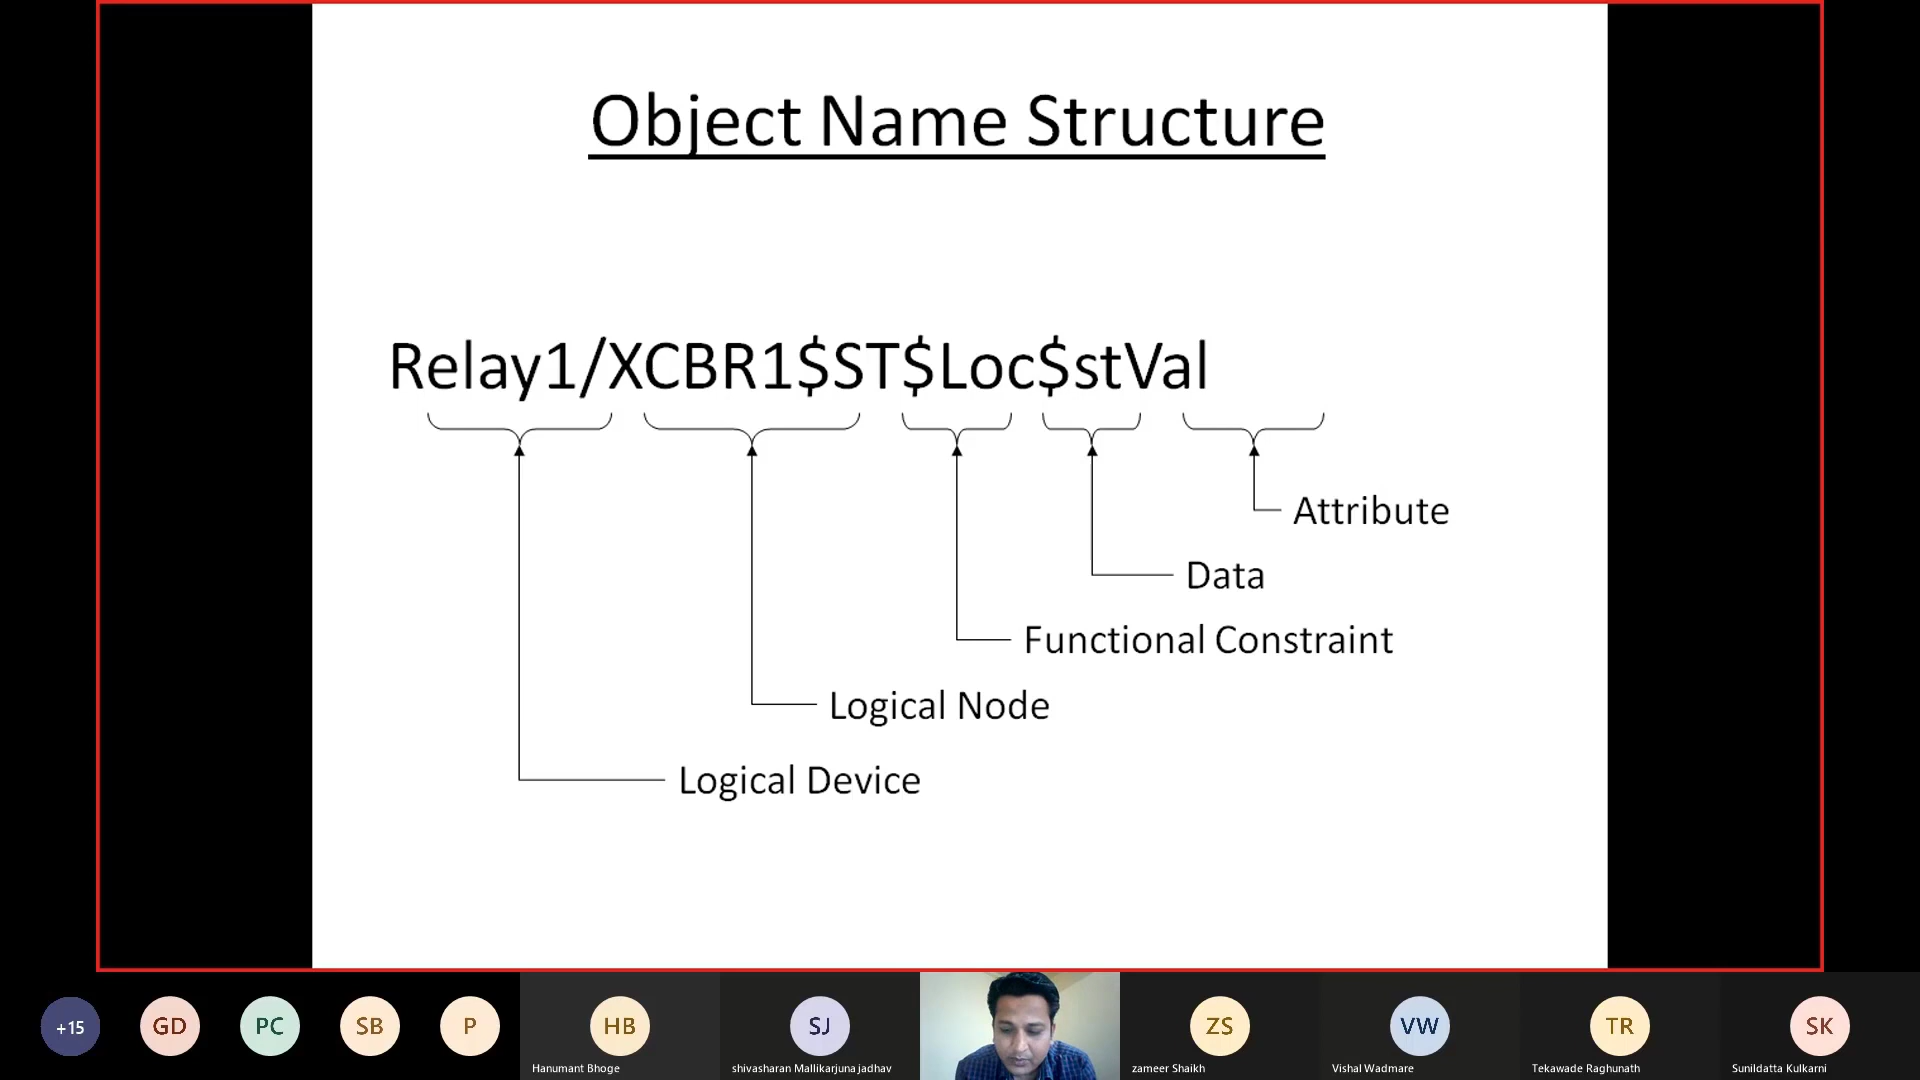 Object Name Structure
Relay1/XCBR1$ST$Loc$stVal
Attribute
Data
Functional Constraint
Logical Node
Logical Device
+15
GD
PC
SB
P
HB
SJ
ZS
VW
TR
SK
Hanumant Bhoge
shivasharan Mallikarjuna jadhav
zameer Shaikh
Vishal Wadmare
Tekawade Raghunath
Sunildatta Kulkarni